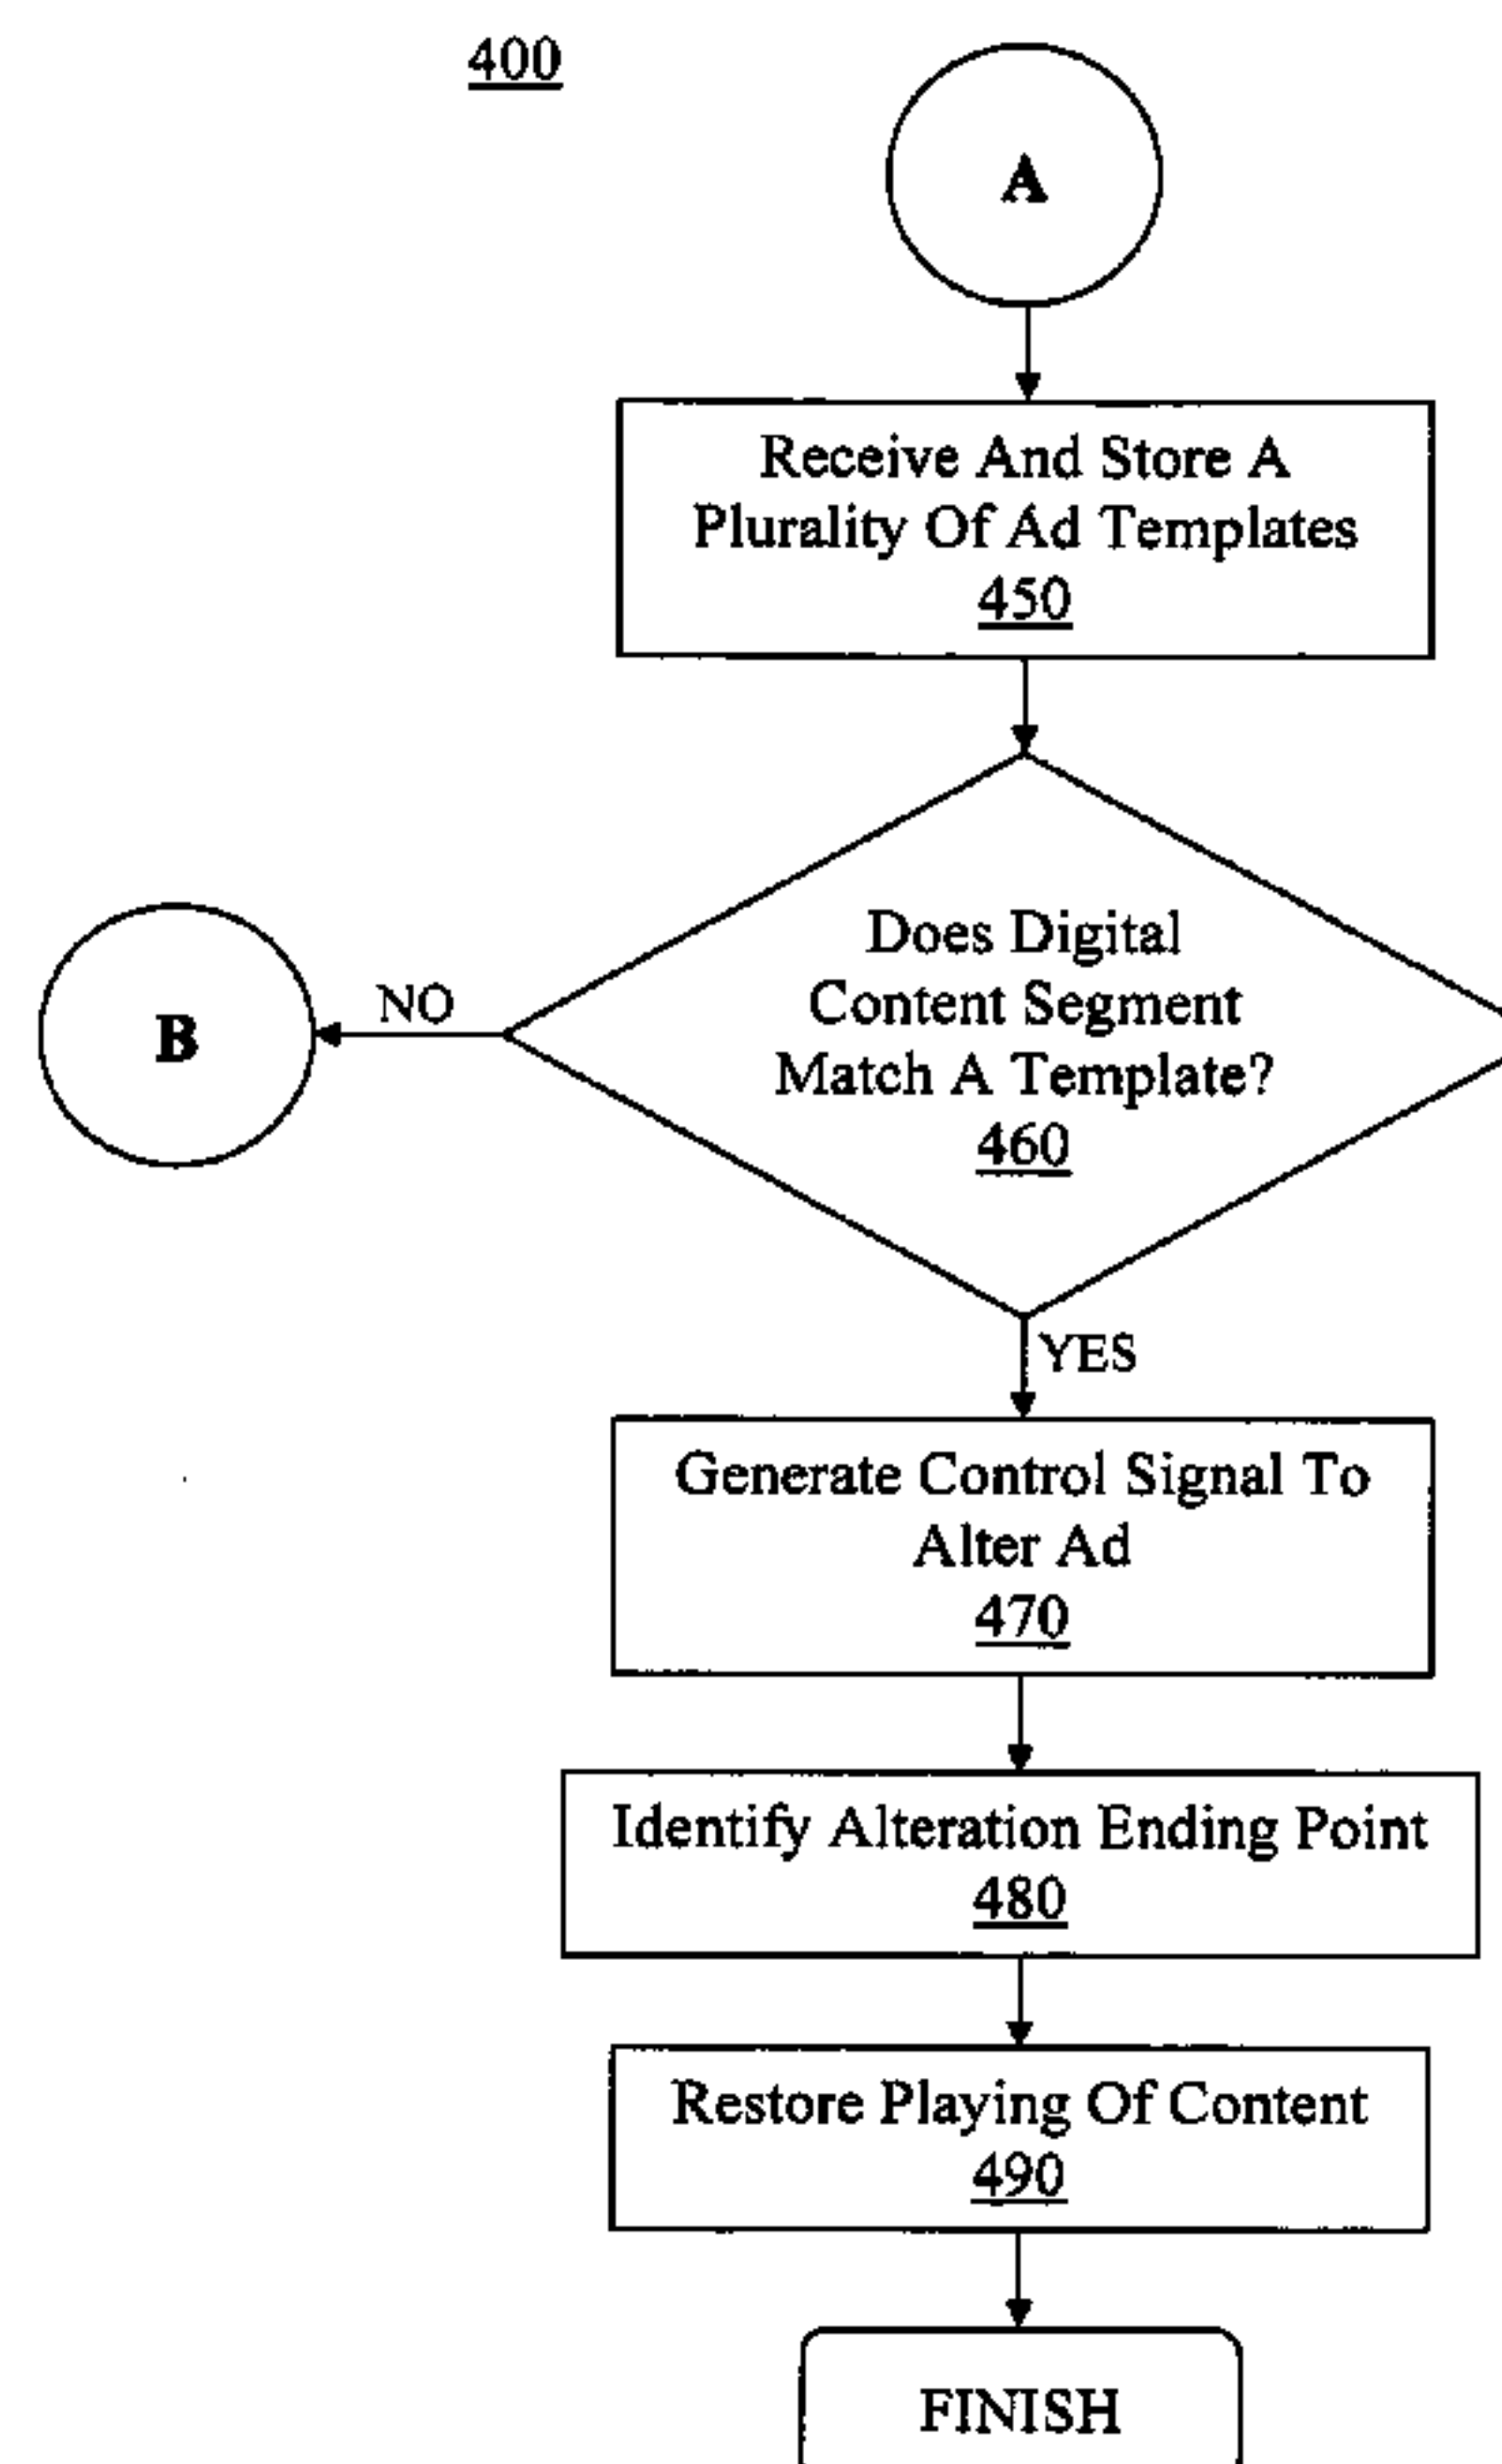 400
A
Receive And Store A
Plurality Of Ad Templates
450
Does Digital
Content Segment
Match A Template?
460
NO
B
YES
Generate Control Signal To
Alter Ad
470
Identify Alteration Ending Point
480
Restore Playing Of Content
490
FINISH